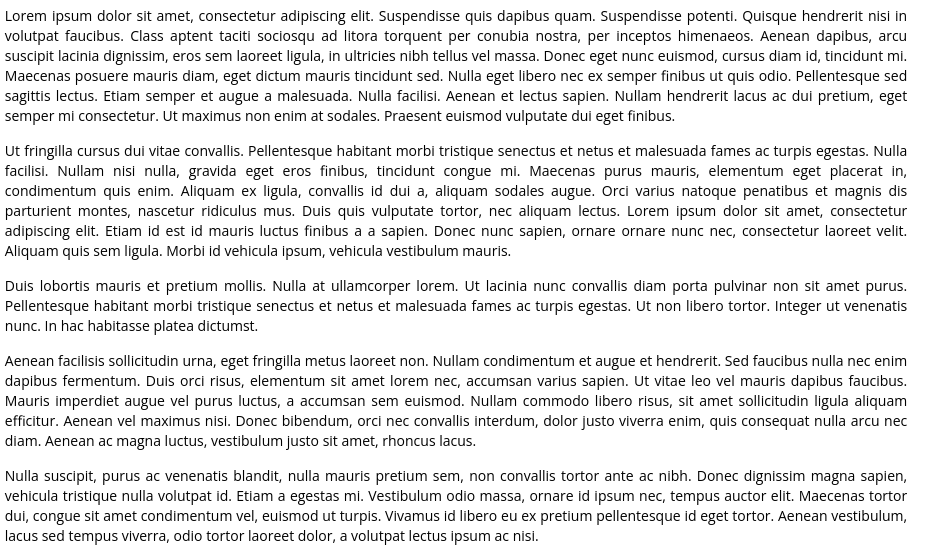 Lorem ipsum dolor sit amet, consectetur adipiscing elit. Suspendisse quis dapibus quam. Suspendisse potenti. Quisque hendrerit nisi in
volutpat faucibus. Class aptent taciti sociosqu ad litora torquent per conubia nostra, per inceptos himenaeos. Aenean dapibus, arcu
suscipit lacinia dignissim, eros sem laoreet ligula, in ultricies nibh tellus vel massa. Donec eget nunc euismod, cursus diam id, tincidunt mi.
Maecenas posuere mauris diam, eget dictum mauris tincidunt sed. Nulla eget libero nec ex semper finibus ut quis odio. Pellentesque sed
sagittis lectus. Etiam semper et augue a malesuada. Nulla facilisi. Aenean et lectus sapien. Nullam hendrerit lacus ac dui pretium, eget
semper mi consectetur. Ut maximus non enim at sodales. Praesent euismod vulputate dui eget finibus.
Ut fringilla cursus dui vitae convallis. Pellentesque habitant morbi tristique senectus et netus et malesuada fames ac turpis egestas. Nulla
facilisi. Nullam nisi nulla, gravida eget eros finibus, tincidunt congue mi. Maecenas purus mauris, elementum eget placerat in,
condimentum quis enim. Aliquam ex ligula, convallis id dui a, aliquam sodales augue. Orci varius natoque penatibus et magnis dis
parturient montes, nascetur ridiculus mus. Duis quis vulputate tortor, nec aliquam lectus. Lorem ipsum dolor sit amet, consectetur
adipiscing elit. Etiam id est id mauris luctus finibus a a sapien. Donec nunc sapien, ornare ornare nunc nec, consectetur laoreet velit.
Aliquam quis sem ligula. Morbi id vehicula ipsum, vehicula vestibulum mauris.
Duis lobortis mauris et pretium mollis. Nulla at ullamcorper lorem. Ut lacinia nunc convallis diam porta pulvinar non sit amet purus.
Pellentesque habitant morbi tristique senectus et netus et malesuada fames ac turpis egestas. Ut non libero tortor. Integer ut venenatis
nunc. In hac habitasse platea dictumst.
Aenean facilisis sollicitudin urna, eget fringilla metus laoreet non. Nullam condimentum et augue et hendrerit. Sed faucibus nulla nec enim
dapibus fermentum. Duis orci risus, elementum sit amet lorem nec, accumsan varius sapien. Ut vitae leo vel mauris dapibus faucibus.
Mauris imperdiet augue vel purus luctus, a accumsan sem euismod. Nullam commodo libero risus, sit amet sollicitudin ligula aliquam
efficitur. Aenean vel maximus nisi. Donec bibendum, orci nec convallis interdum, dolor justo viverra enim, quis consequat nulla arcu nec
diam. Aenean ac magna luctus, vestibulum justo sit amet, rhoncus lacus.
Nulla suscipit, purus ac venenatis blandit, nulla mauris pretium sem, non convallis tortor ante ac nibh. Donec dignissim magna sapien,
vehicula tristique nulla volutpat id. Etiam a egestas mi. Vestibulum odio massa, ornare id ipsum nec, tempus auctor elit. Maecenas tortor
dui, congue sit amet condimentum vel, euismod ut turpis. Vivamus id libero eu ex pretium pellentesque id eget tortor. Aenean vestibulum,
lacus sed tempus viverra, odio tortor laoreet dolor, a volutpat lectus ipsum ac nisi.